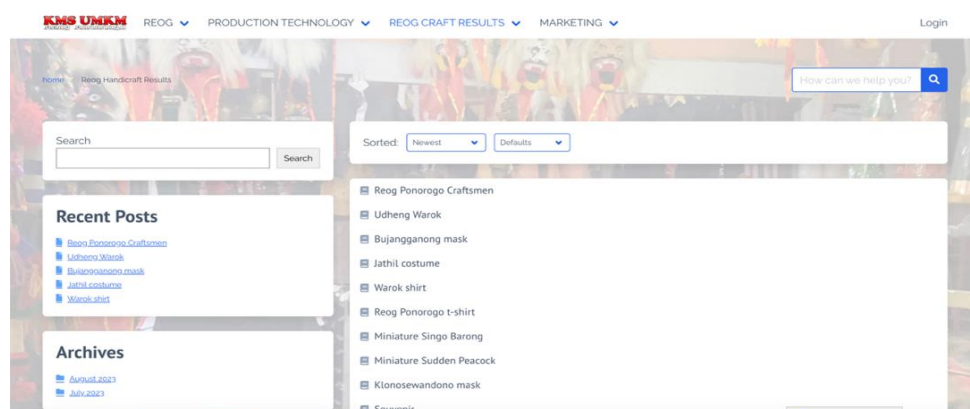 KMS UMKM
REOG PRODUCTION TECHNOLOGY REOG CRAFT RESULTS MARKETING Login
home Reog Handicraft Results
How can we help you?
Search
Search
Recent Posts
Reog Ponorogo Craftsmen
Udheng Warok
Bujangganong mask
Jathil costume
Warok shirt
Archives
August 2023
July 2023
Sorted: Newest Defaults
Reog Ponorogo Craftsmen
Udheng Warok
Bujangganong mask
Jathil costume
Warok shirt
Reog Ponorogo t-shirt
Miniature Singo Barong
Miniature Sudden Peacock
Klonosewandono mask
Souvenir